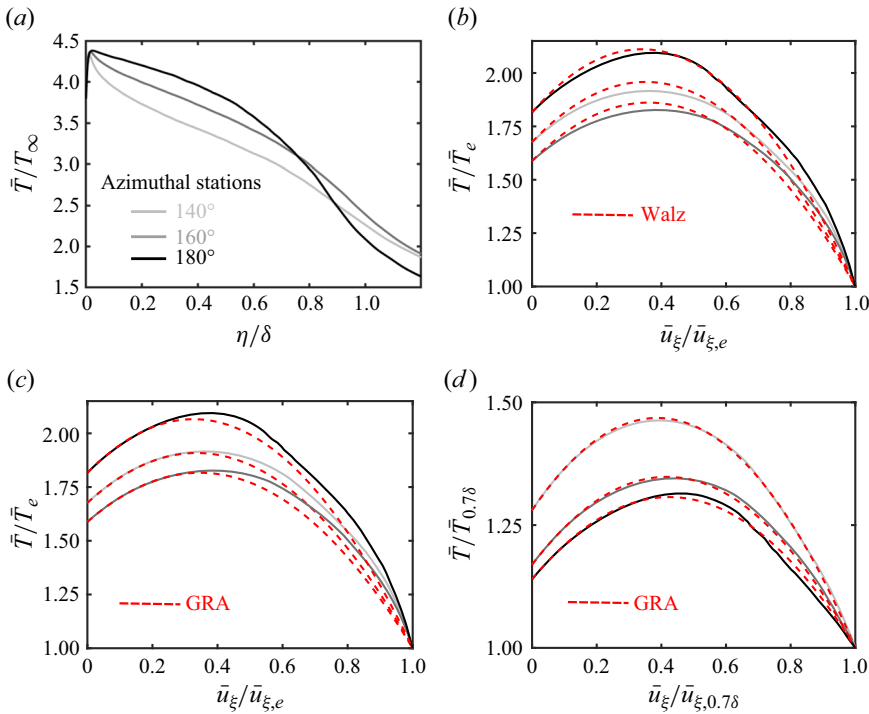 (a)
4.5
4.0
3.5
3.0
2.5
2.0
1.5
T̄/T∞
Azimuthal stations
140°
160°
180°
0 0.2 0.4 0.6 0.8 1.0
η/δ
(b)
2.00
1.75
1.50
1.25
1.00
T̄/T̄e
Walz
0 0.2 0.4 0.6 0.8 1.0
ūξ/ūξ,e
(c)
2.00
1.75
1.50
1.25
1.00
T̄/T̄e
GRA
0 0.2 0.4 0.6 0.8 1.0
ūξ/ūξ,e
(d)
1.50
1.25
1.00
T̄/T̄0.7δ
GRA
0 0.2 0.4 0.6 0.8 1.0
ūξ/ūξ,0.7δ